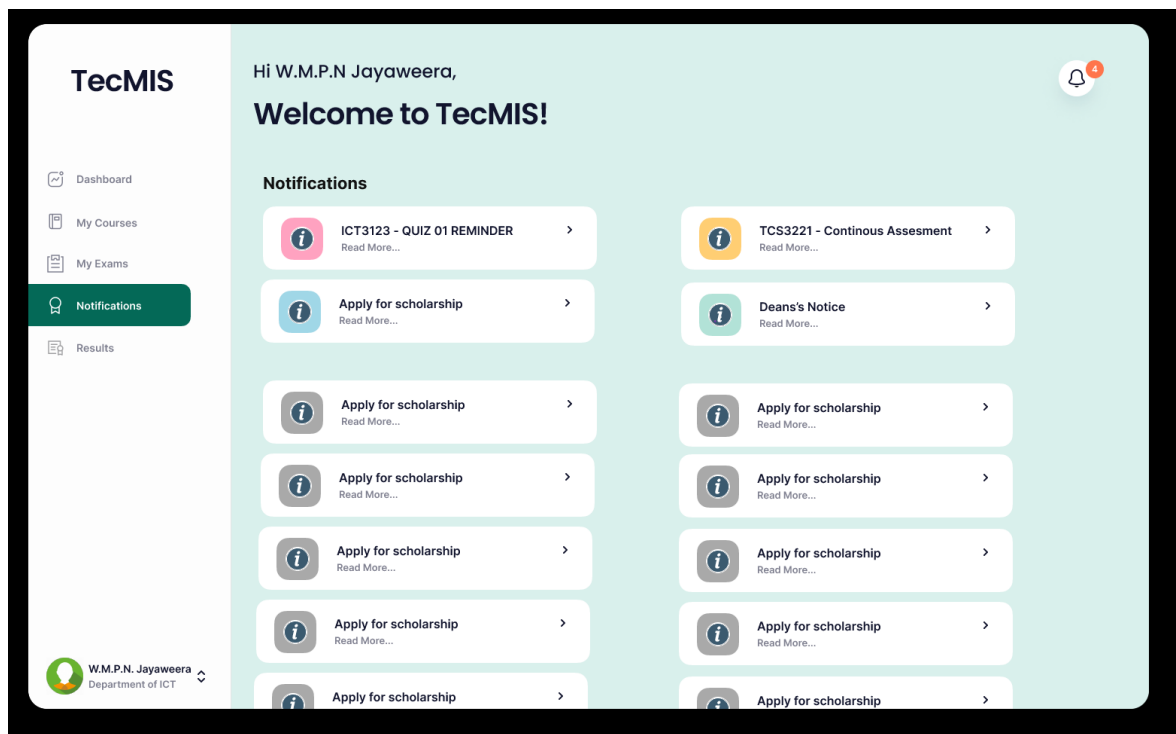 TecMIS
Dashboard
My Courses
My Exams
Notifications
Results
W.M.P.N. Jayaweera
Department of ICT
Hi W.M.P.N Jayaweera,
4
Welcome to TecMIS!
Notifications
ICT3123 - QUIZ 01 REMINDER
Read More...
TCS3221 - Continous Assesment
Read More...
Apply for scholarship
Read More...
Deans's Notice
Read More...
Apply for scholarship
Read More...
Apply for scholarship
Read More...
Apply for scholarship
Read More...
Apply for scholarship
Read More...
Apply for scholarship
Read More...
Apply for scholarship
Read More...
Apply for scholarship
Read More...
Apply for scholarship
Read More...
Apply for scholarship
Apply for scholarship